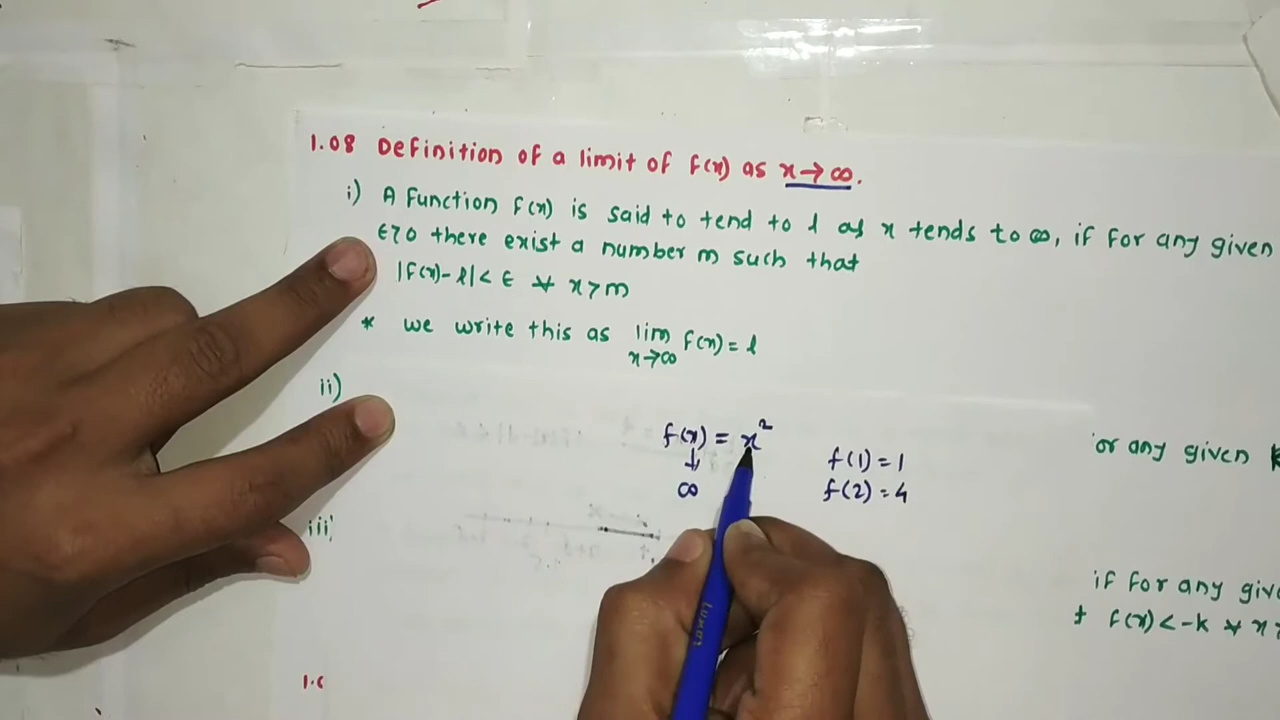 1.08 Definition of a limit of f(x) as x→∞.
i) A function f(x) is said to tend to l as x tends to ∞, if for any given
ϵ>0 there exist a number m such that
|f(x)-l|< ϵ ∀ x>m
* we write this as lim f(x)= l
x→∞
ii)
f(x) = x²
↓
∞
f(1)=1
f(2)=4
or any given k
iii)
if for any give
f(x)<-k ∀ x>
Luxor